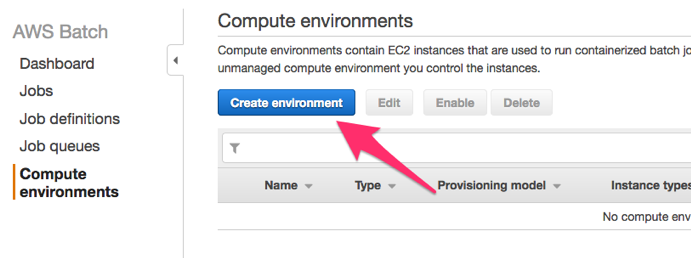 AWS Batch
Dashboard
Jobs
Job definitions
Job queues
Compute
environments
Compute environments
Compute environments contain EC2 instances that are used to run containerized batch
unmanaged compute environment you control the instances.
Create environment
Edit
Enable
Delete
Name
Type
Provisioning model
Instance types
No compute